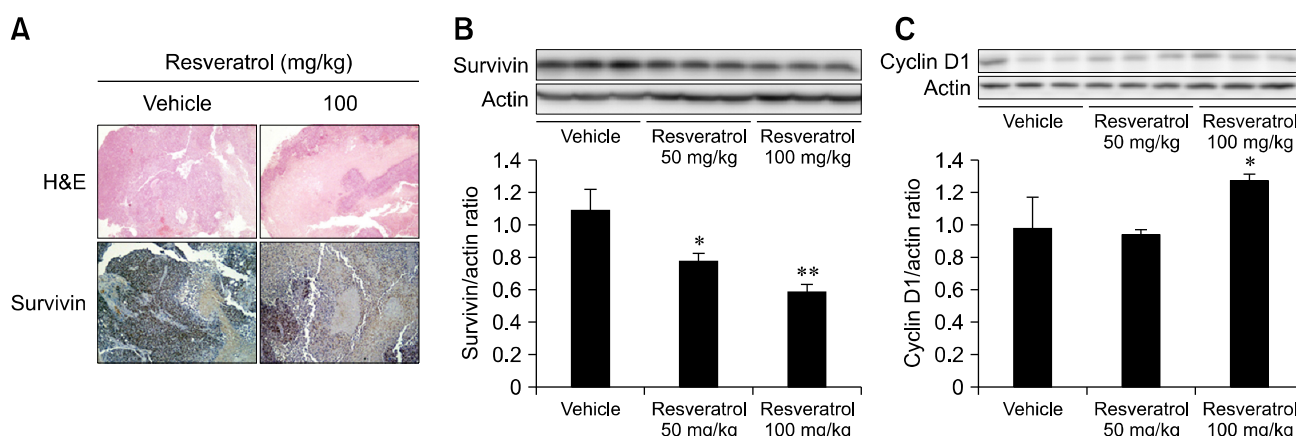 A
Resveratrol (mg/kg)
Vehicle 100
H&E
Survivin
B
Survivin
Actin
Vehicle Resveratrol Resveratrol
50 mg/kg 100 mg/kg
1.4
1.2
1.0
0.8
0.6
0.4
0.2
0
Survivin/actin ratio
*
**
Vehicle Resveratrol Resveratrol
50 mg/kg 100 mg/kg
C
Cyclin D1
Actin
Vehicle Resveratrol Resveratrol
50 mg/kg 100 mg/kg
1.4
1.2
1.0
0.8
0.6
0.4
0.2
0
Cyclin D1/actin ratio
*
Vehicle Resveratrol Resveratrol
50 mg/kg 100 mg/kg